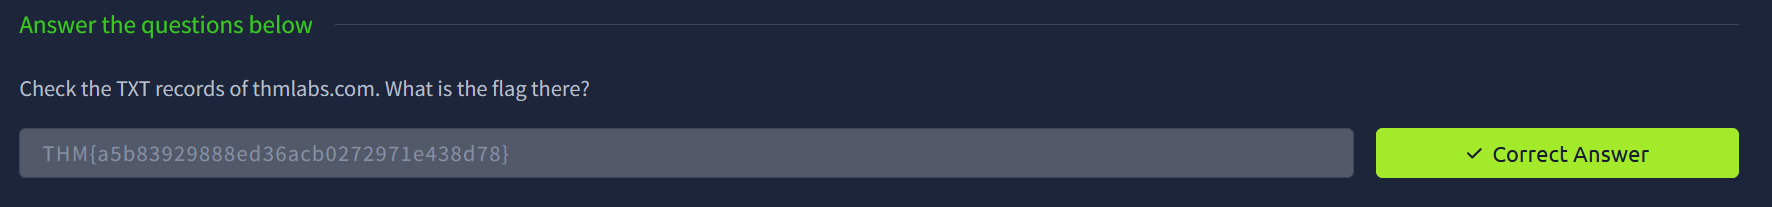 Answer the questions below
Check the TXT records of thmlabs.com. What is the flag there?
THM{a5b83929888ed36acb0272971e438d78}
✓ Correct Answer